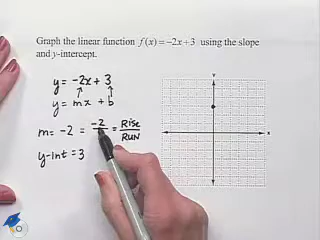 Graph the linear function f(x) = -2x + 3 using the slope
and y-intercept.
y = -2x + 3
y = mx + b
m = -2 = -2/ = Rise/Run
y-int = 3
y
x